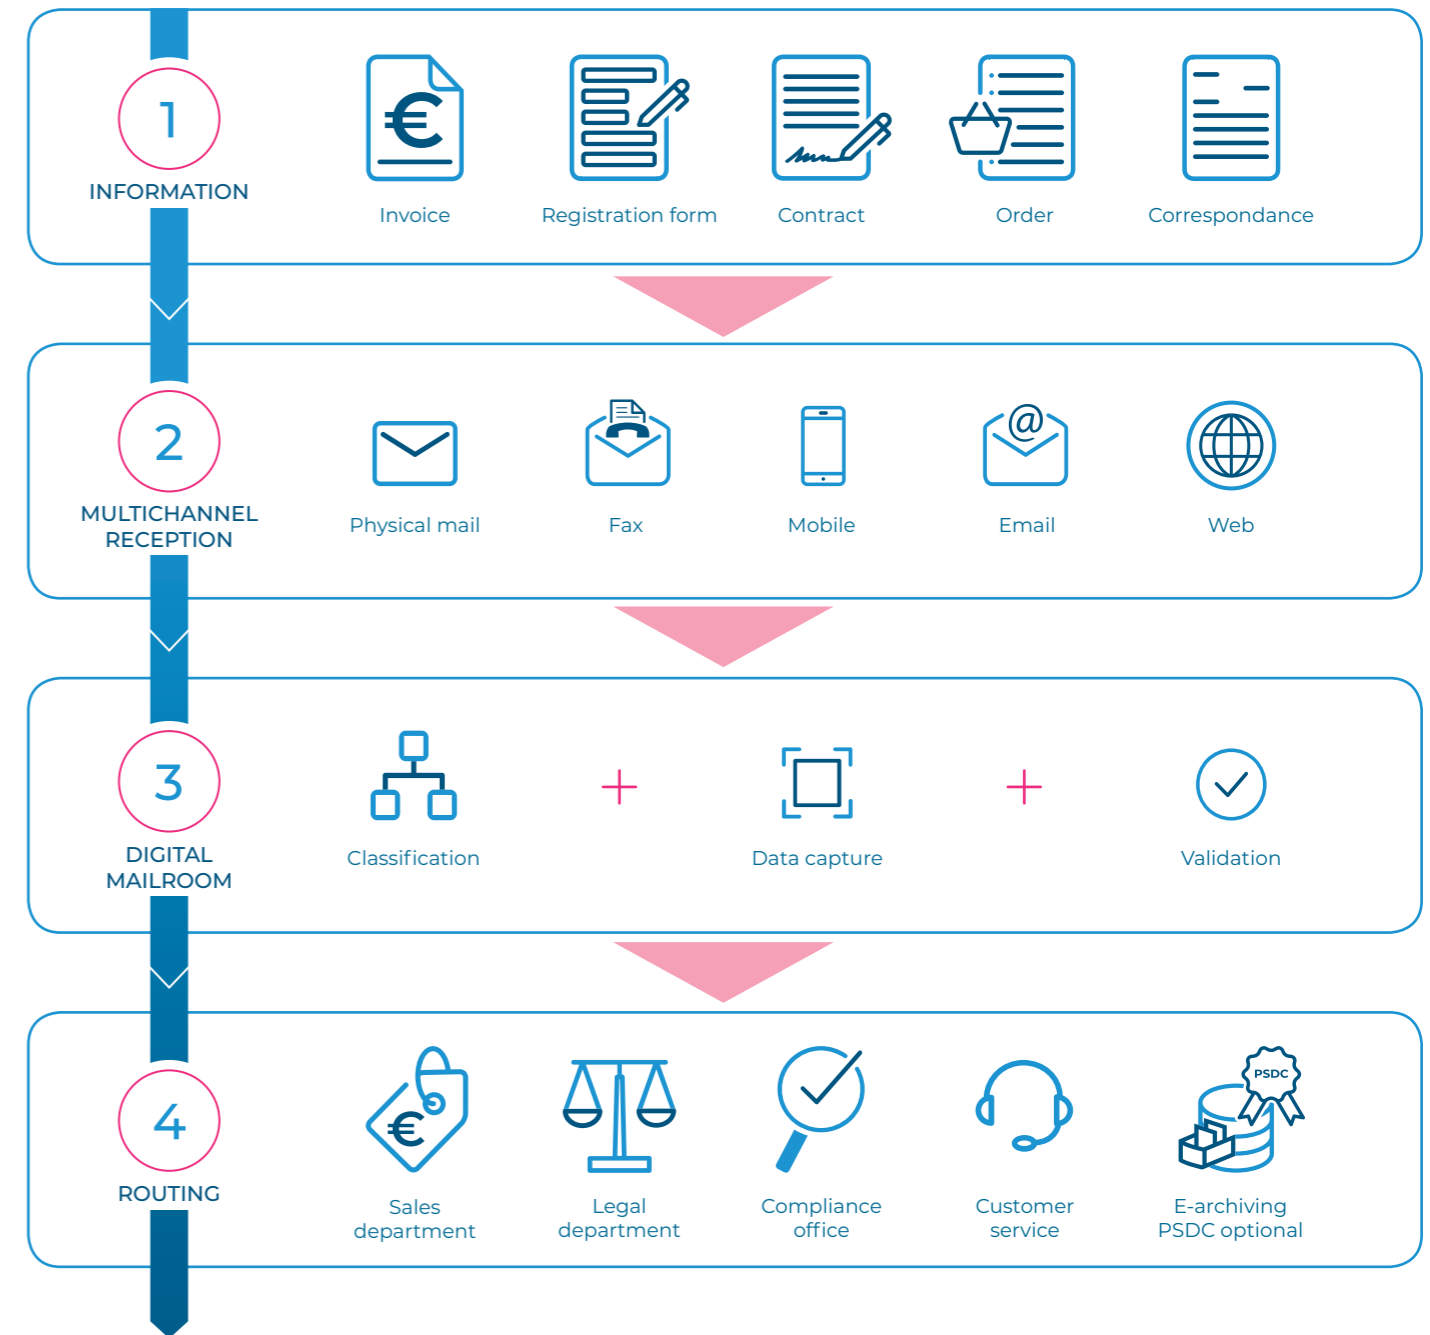 1
INFORMATION
€
Invoice
Registration form
Contract
Order
Correspondance
2
MULTICHANNEL
RECEPTION
@
Physical mail
Fax
Mobile
Email
Web
3
DIGITAL
MAILROOM
Classification
+
Data capture
+
Validation
4
ROUTING
€
PSDC
Sales
department
Legal
department
Compliance
office
Customer
service
E-archiving
PSDC optional